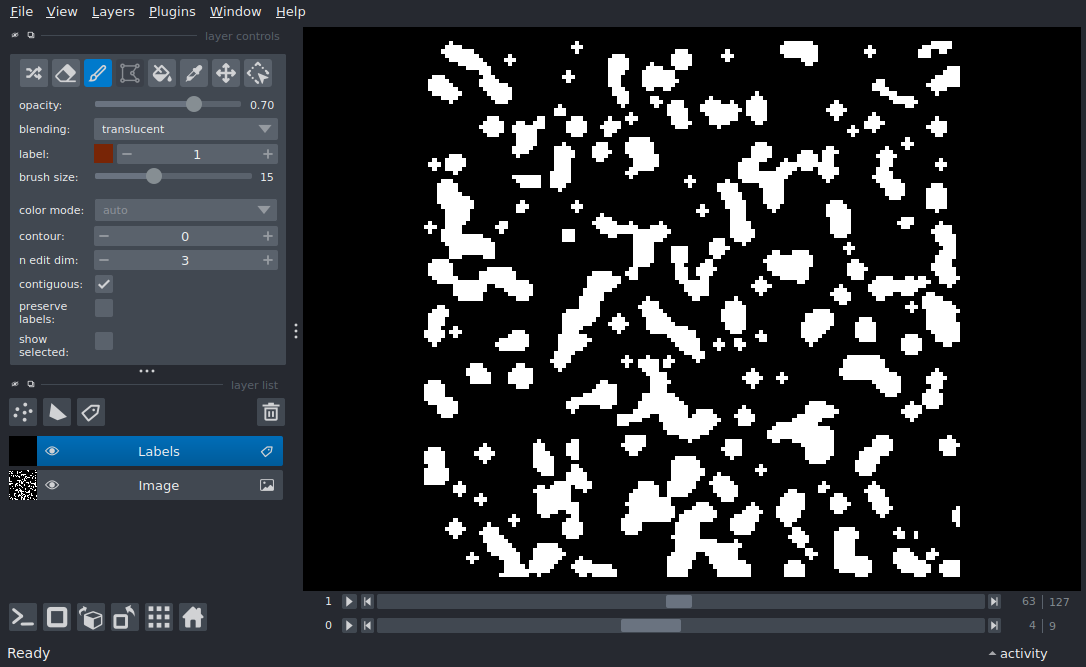 File View Layers Plugins Window Help
layer controls
opacity: 0.70
blending: translucent
label: 1
brush size: 15
color mode: auto
contour: 0
n edit dim: 3
contiguous:
preserve
labels:
show
selected:
layer list
Labels
Image
1 63 127
0 4 9
Ready activity